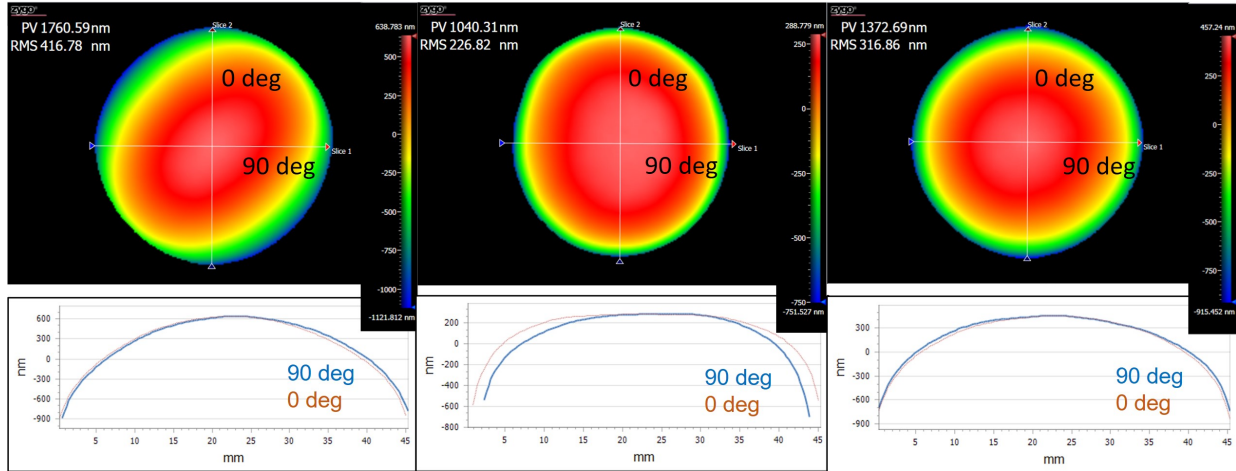 zygo
PV 1760.59 nm
RMS 416.78 nm
Slice 2
638.783 nm
500
250
0
-250
-500
-750
-1000
-1121.812 nm
0 deg
90 deg
Slice 1
zygo
PV 1040.31 nm
RMS 226.82 nm
Slice 2
288.779 nm
250
0
-250
-500
-750
-751.527 nm
0 deg
90 deg
Slice 1
zygo
PV 1372.69 nm
RMS 316.86 nm
Slice 2
457.24 nm
250
0
-250
-500
-750
-915.452 nm
0 deg
90 deg
Slice 1
nm
600
300
0
-300
-600
-900
90 deg
0 deg
5 10 15 20 25 30 35 40 45
mm
nm
200
0
-200
-400
-600
-800
90 deg
0 deg
5 10 15 20 25 30 35 40 45
mm
nm
300
0
-300
-600
-900
90 deg
0 deg
5 10 15 20 25 30 35 40 45
mm